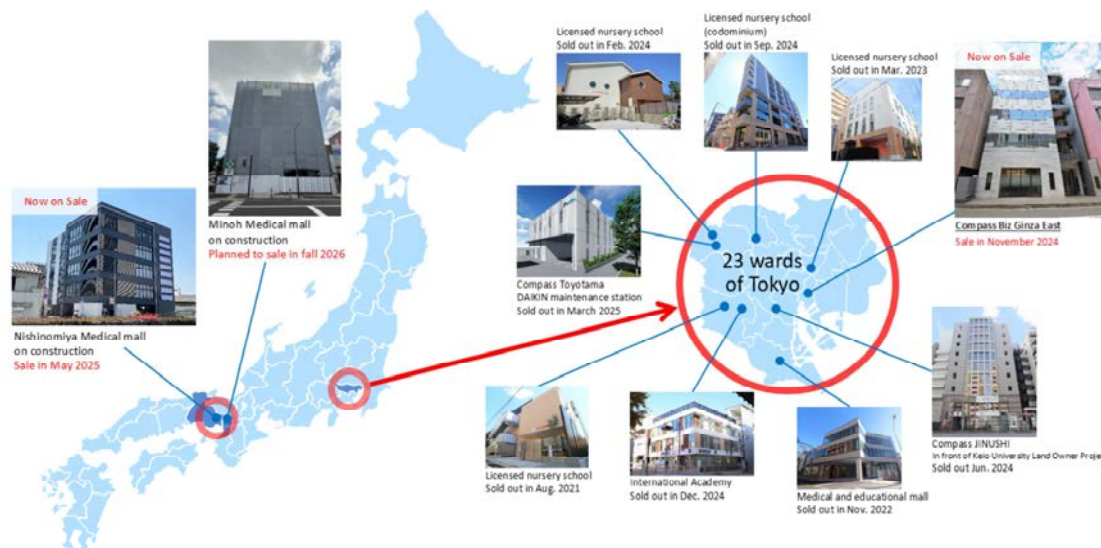 Now on Sale
Nishinomiya Medical mall
on construction
Sale in May 2025
Minoh Medical mall
on construction
Planned to sale in fall 2026
Licensed nursery school
Sold out in Feb. 2024
Licensed nursery school
(codominium)
Sold out in Sep. 2024
Licensed nursery school
Sold out in Mar. 2023
Now on Sale
Compass Biz Ginza East
Sale in November 2024
Compass Toyotama
DAIKIN maintenance station
Sold out in March 2025
23 wards
of Tokyo
Licensed nursery school
Sold out in Aug. 2021
International Academy
Sold out in Dec. 2024
Medical and educational mall
Sold out in Nov. 2022
Compass JINUSHI
In front of Keio University Land Owner Proje
Sold out Jun. 2024